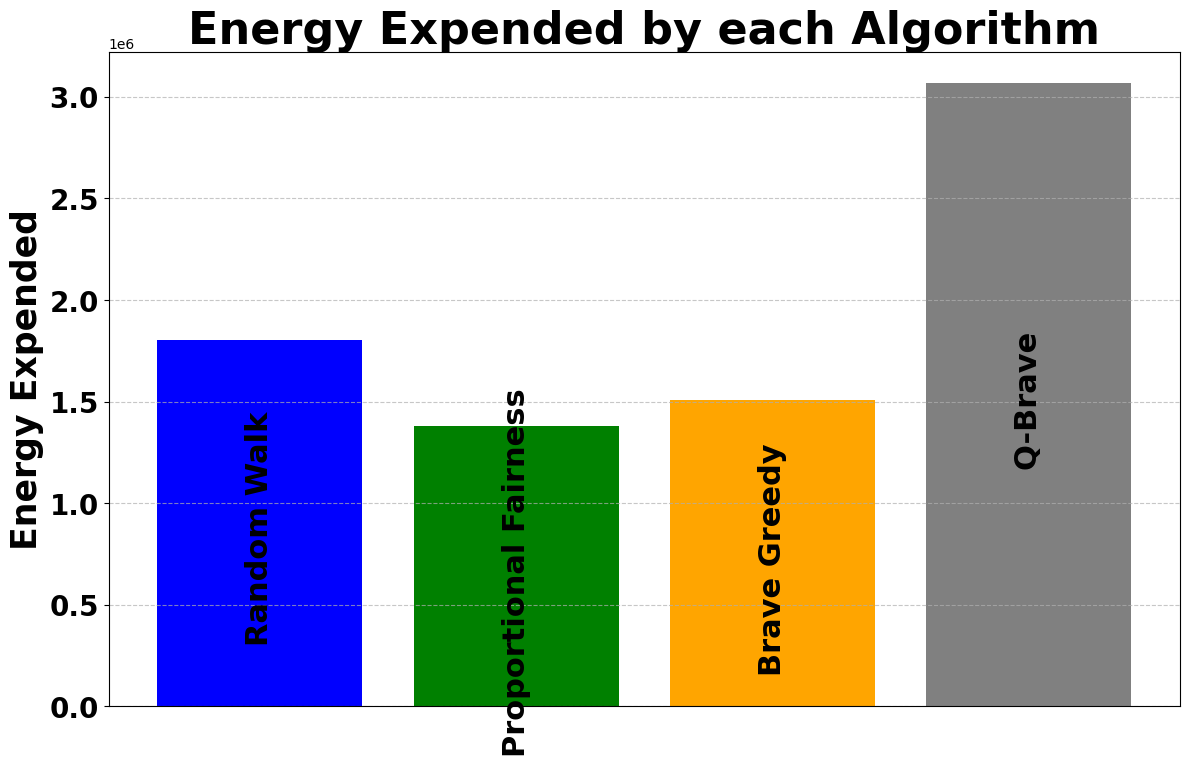 Energy Expended by each Algorithm
1e6
3.0
2.5
2.0
1.5
1.0
0.5
0.0
Energy Expended
Random Walk
Proportional Fairness
Brave Greedy
Q-Brave